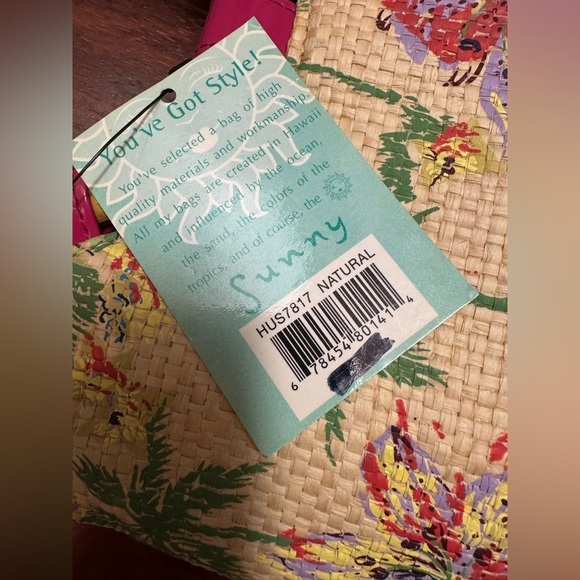 You've Got Style!
You've selected a bag of high
quality materials and workmanship.
All my bags are created in Hawaii
and influenced by the ocean,
the sand, the colors of the
tropics, and of course, the
Sunny
HUS7817 NATURAL
6 78454 80141 4